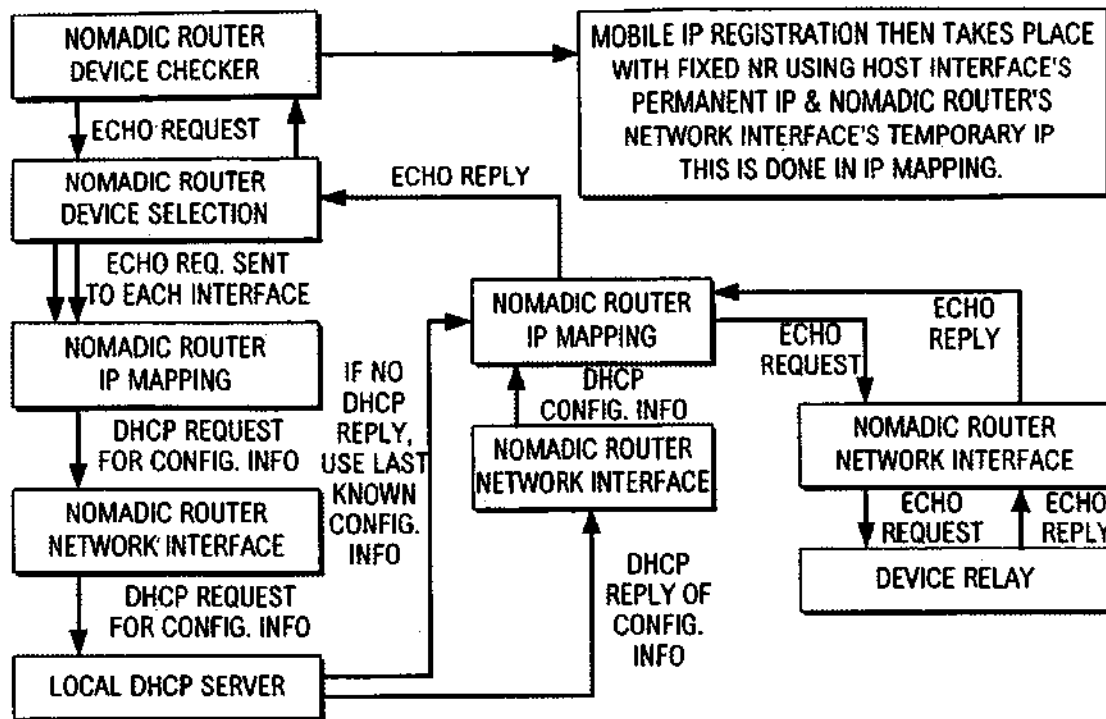 NOMADIC ROUTER
DEVICE CHECKER
MOBILE IP REGISTRATION THEN TAKES PLACE
WITH FIXED NR USING HOST INTERFACE'S
PERMANENT IP & NOMADIC ROUTER'S
NETWORK INTERFACE'S TEMPORARY IP
THIS IS DONE IN IP MAPPING.
ECHO REQUEST
NOMADIC ROUTER
DEVICE SELECTION
ECHO REPLY
ECHO REQ. SENT
TO EACH INTERFACE
NOMADIC ROUTER
IP MAPPING
DHCP REQUEST
FOR CONFIG. INFO
NOMADIC ROUTER
NETWORK INTERFACE
DHCP REQUEST
FOR CONFIG. INFO
LOCAL DHCP SERVER
IF NO
DHCP
REPLY,
USE LAST
KNOWN
CONFIG.
INFO
NOMADIC ROUTER
IP MAPPING
DHCP
CONFIG. INFO
NOMADIC ROUTER
NETWORK INTERFACE
DHCP
REPLY OF
CONFIG.
INFO
ECHO
REQUEST
ECHO
REPLY
NOMADIC ROUTER
NETWORK INTERFACE
ECHO
REQUEST
ECHO
REPLY
DEVICE RELAY